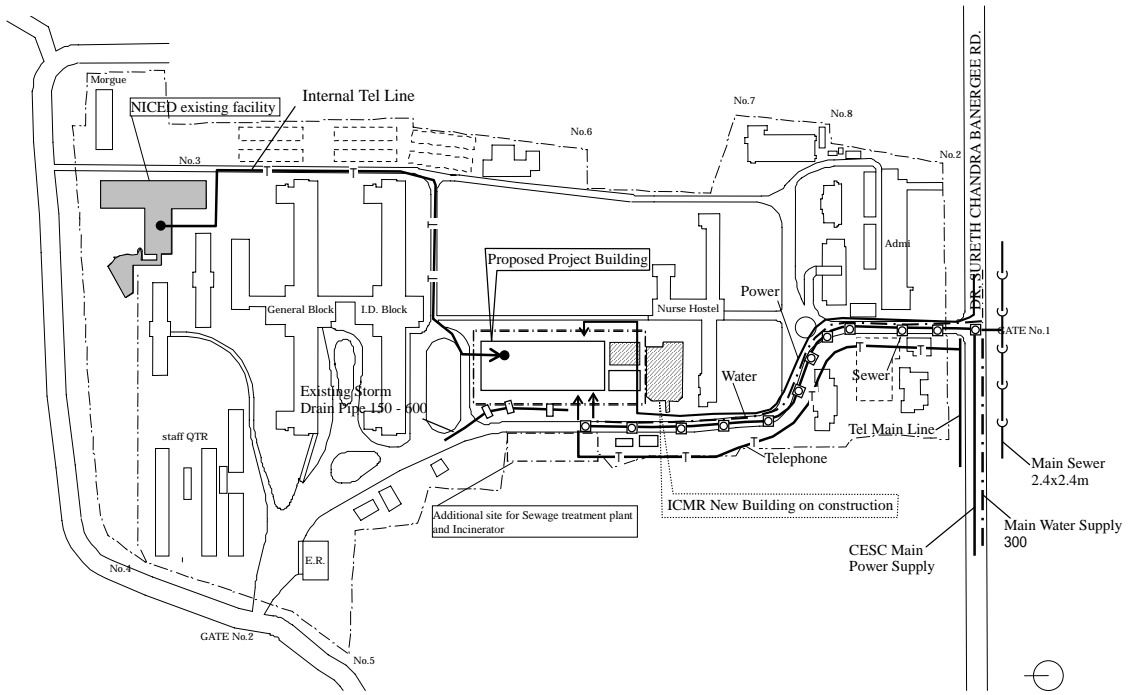 Morgue
NICED existing facility
Internal Tel Line
No.3
No.6
No.7
No.8
No.2
DR. SURETH CHANDRA BANERGEE RD.
Admi
Proposed Project Building
Power
General Block
I.D. Block
Nurse Hostel
GATE No.1
Existing Storm
Drain Pipe 150 - 600
Water
Sewer
staff QTR
Tel Main Line
Telephone
Main Sewer
2.4x2.4m
ICMR New Building on construction
Additional site for Sewage treatment plant
and Incinerator
Main Water Supply
300
CESC Main
Power Supply
E.R.
No.4
GATE No.2
No.5
T
T
T
T
T
T
T
T
T
T